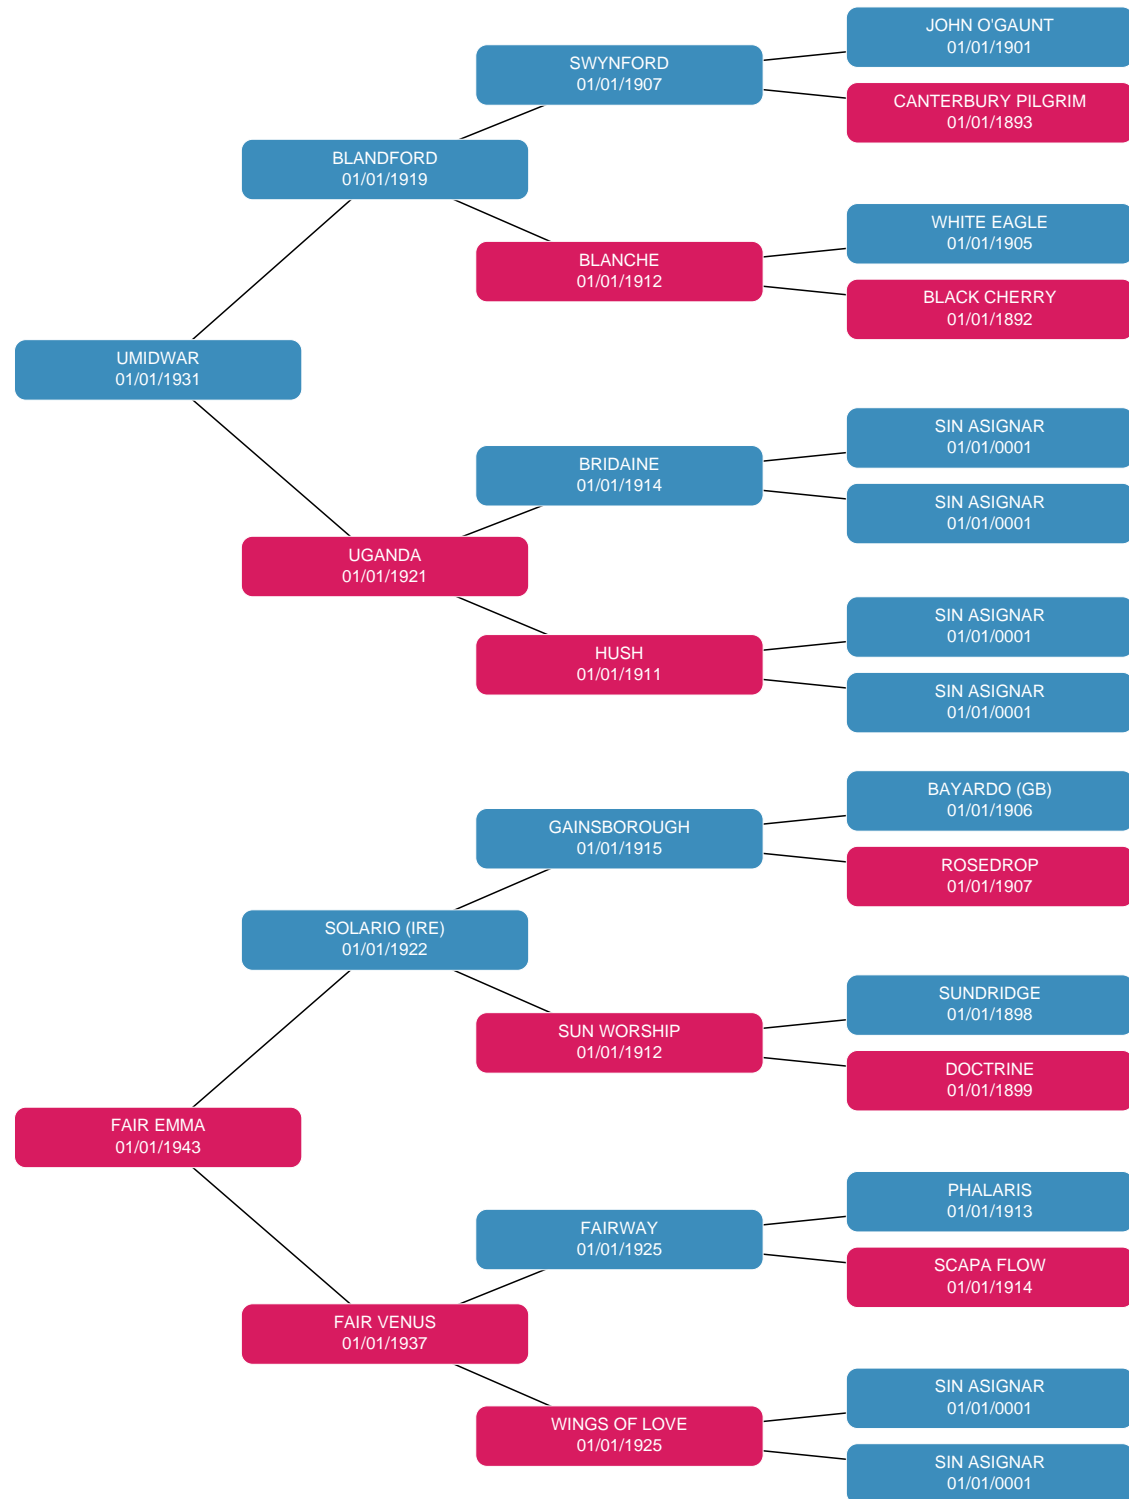 JOHN O'GAUNT
01/01/1901
SWYNFORD
01/01/1907
CANTERBURY PILGRIM
01/01/1893
BLANDFORD
01/01/1919
WHITE EAGLE
01/01/1905
BLANCHE
01/01/1912
BLACK CHERRY
01/01/1892
UMIDWAR
01/01/1931
SIN ASIGNAR
01/01/0001
BRIDAINE
01/01/1914
SIN ASIGNAR
01/01/0001
UGANDA
01/01/1921
SIN ASIGNAR
01/01/0001
HUSH
01/01/1911
SIN ASIGNAR
01/01/0001
BAYARDO (GB)
01/01/1906
GAINSBOROUGH
01/01/1915
ROSEDROP
01/01/1907
SOLARIO (IRE)
01/01/1922
SUNDRIDGE
01/01/1898
SUN WORSHIP
01/01/1912
DOCTRINE
01/01/1899
FAIR EMMA
01/01/1943
PHALARIS
01/01/1913
FAIRWAY
01/01/1925
SCAPA FLOW
01/01/1914
FAIR VENUS
01/01/1937
SIN ASIGNAR
01/01/0001
WINGS OF LOVE
01/01/1925
SIN ASIGNAR
01/01/0001